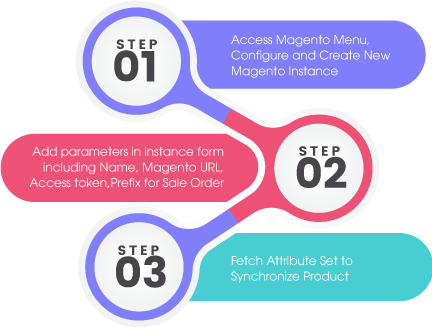 STEP
01
Access Magento Menu,
Configure and Create New
Magento Instance
Add parameters in instance form
including Name, Magento URL,
Access token,Prefix for Sale Order
STEP
02
STEP
03
Fetch Attribute Set to
Synchronize Product